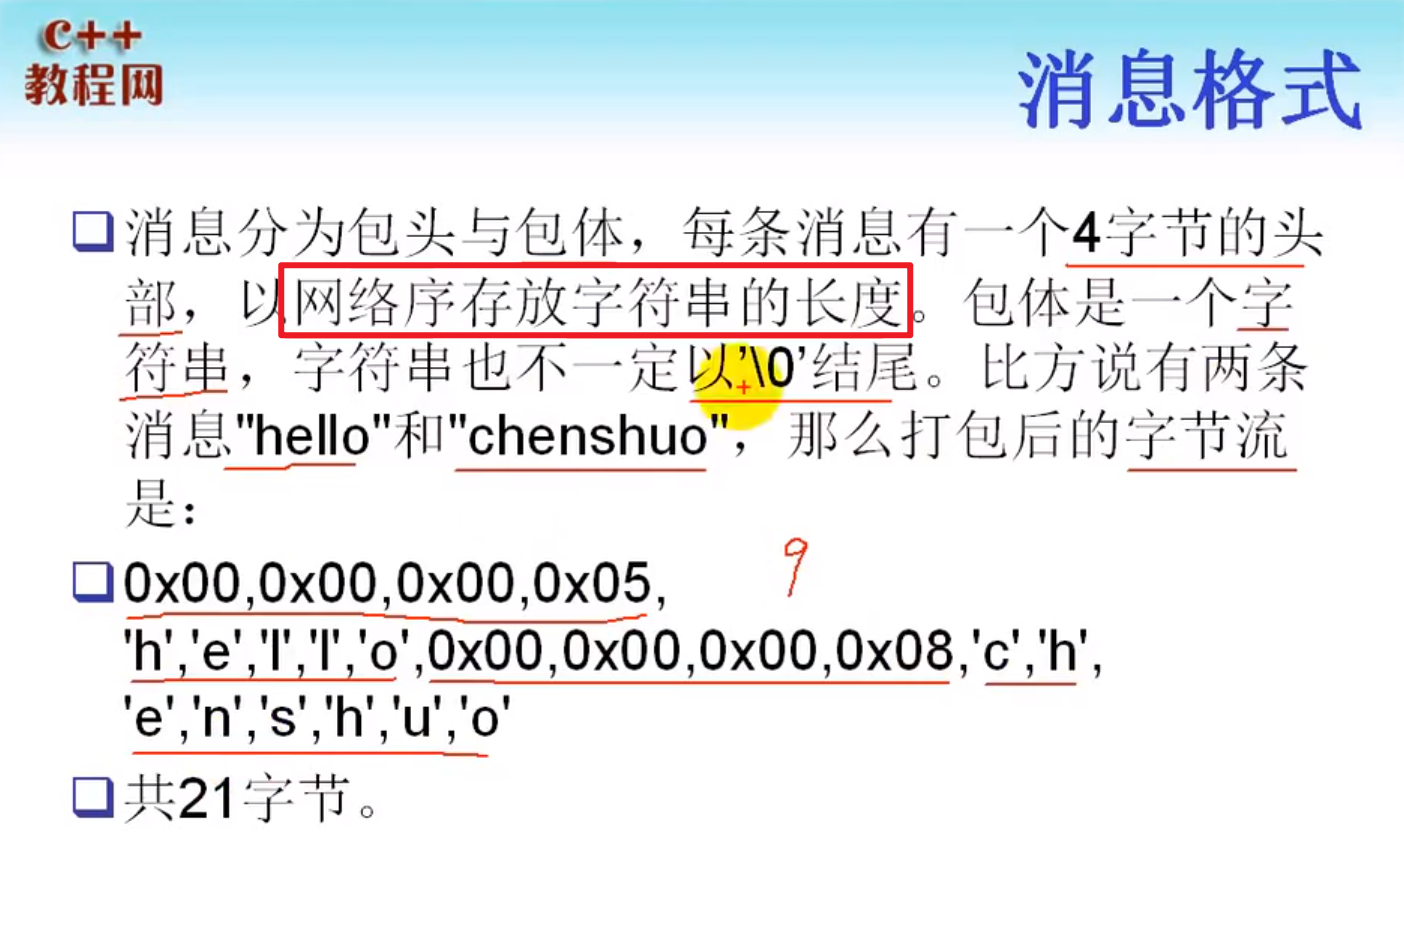 C++
教程网
消息格式
消息分为包头与包体，每条消息有一个4字节的头
部，以网络序存放字符串的长度。包体是一个字
符串，字符串也不一定以'\0'结尾。比方说有两条
消息"hello"和"chenshuo"，那么打包后的字节流
是：
9
0x00,0x00,0x00,0x05,
'h','e','l','l','o',0x00,0x00,0x00,0x08,'c','h',
'e','n','s','h','u','o'
共21字节。